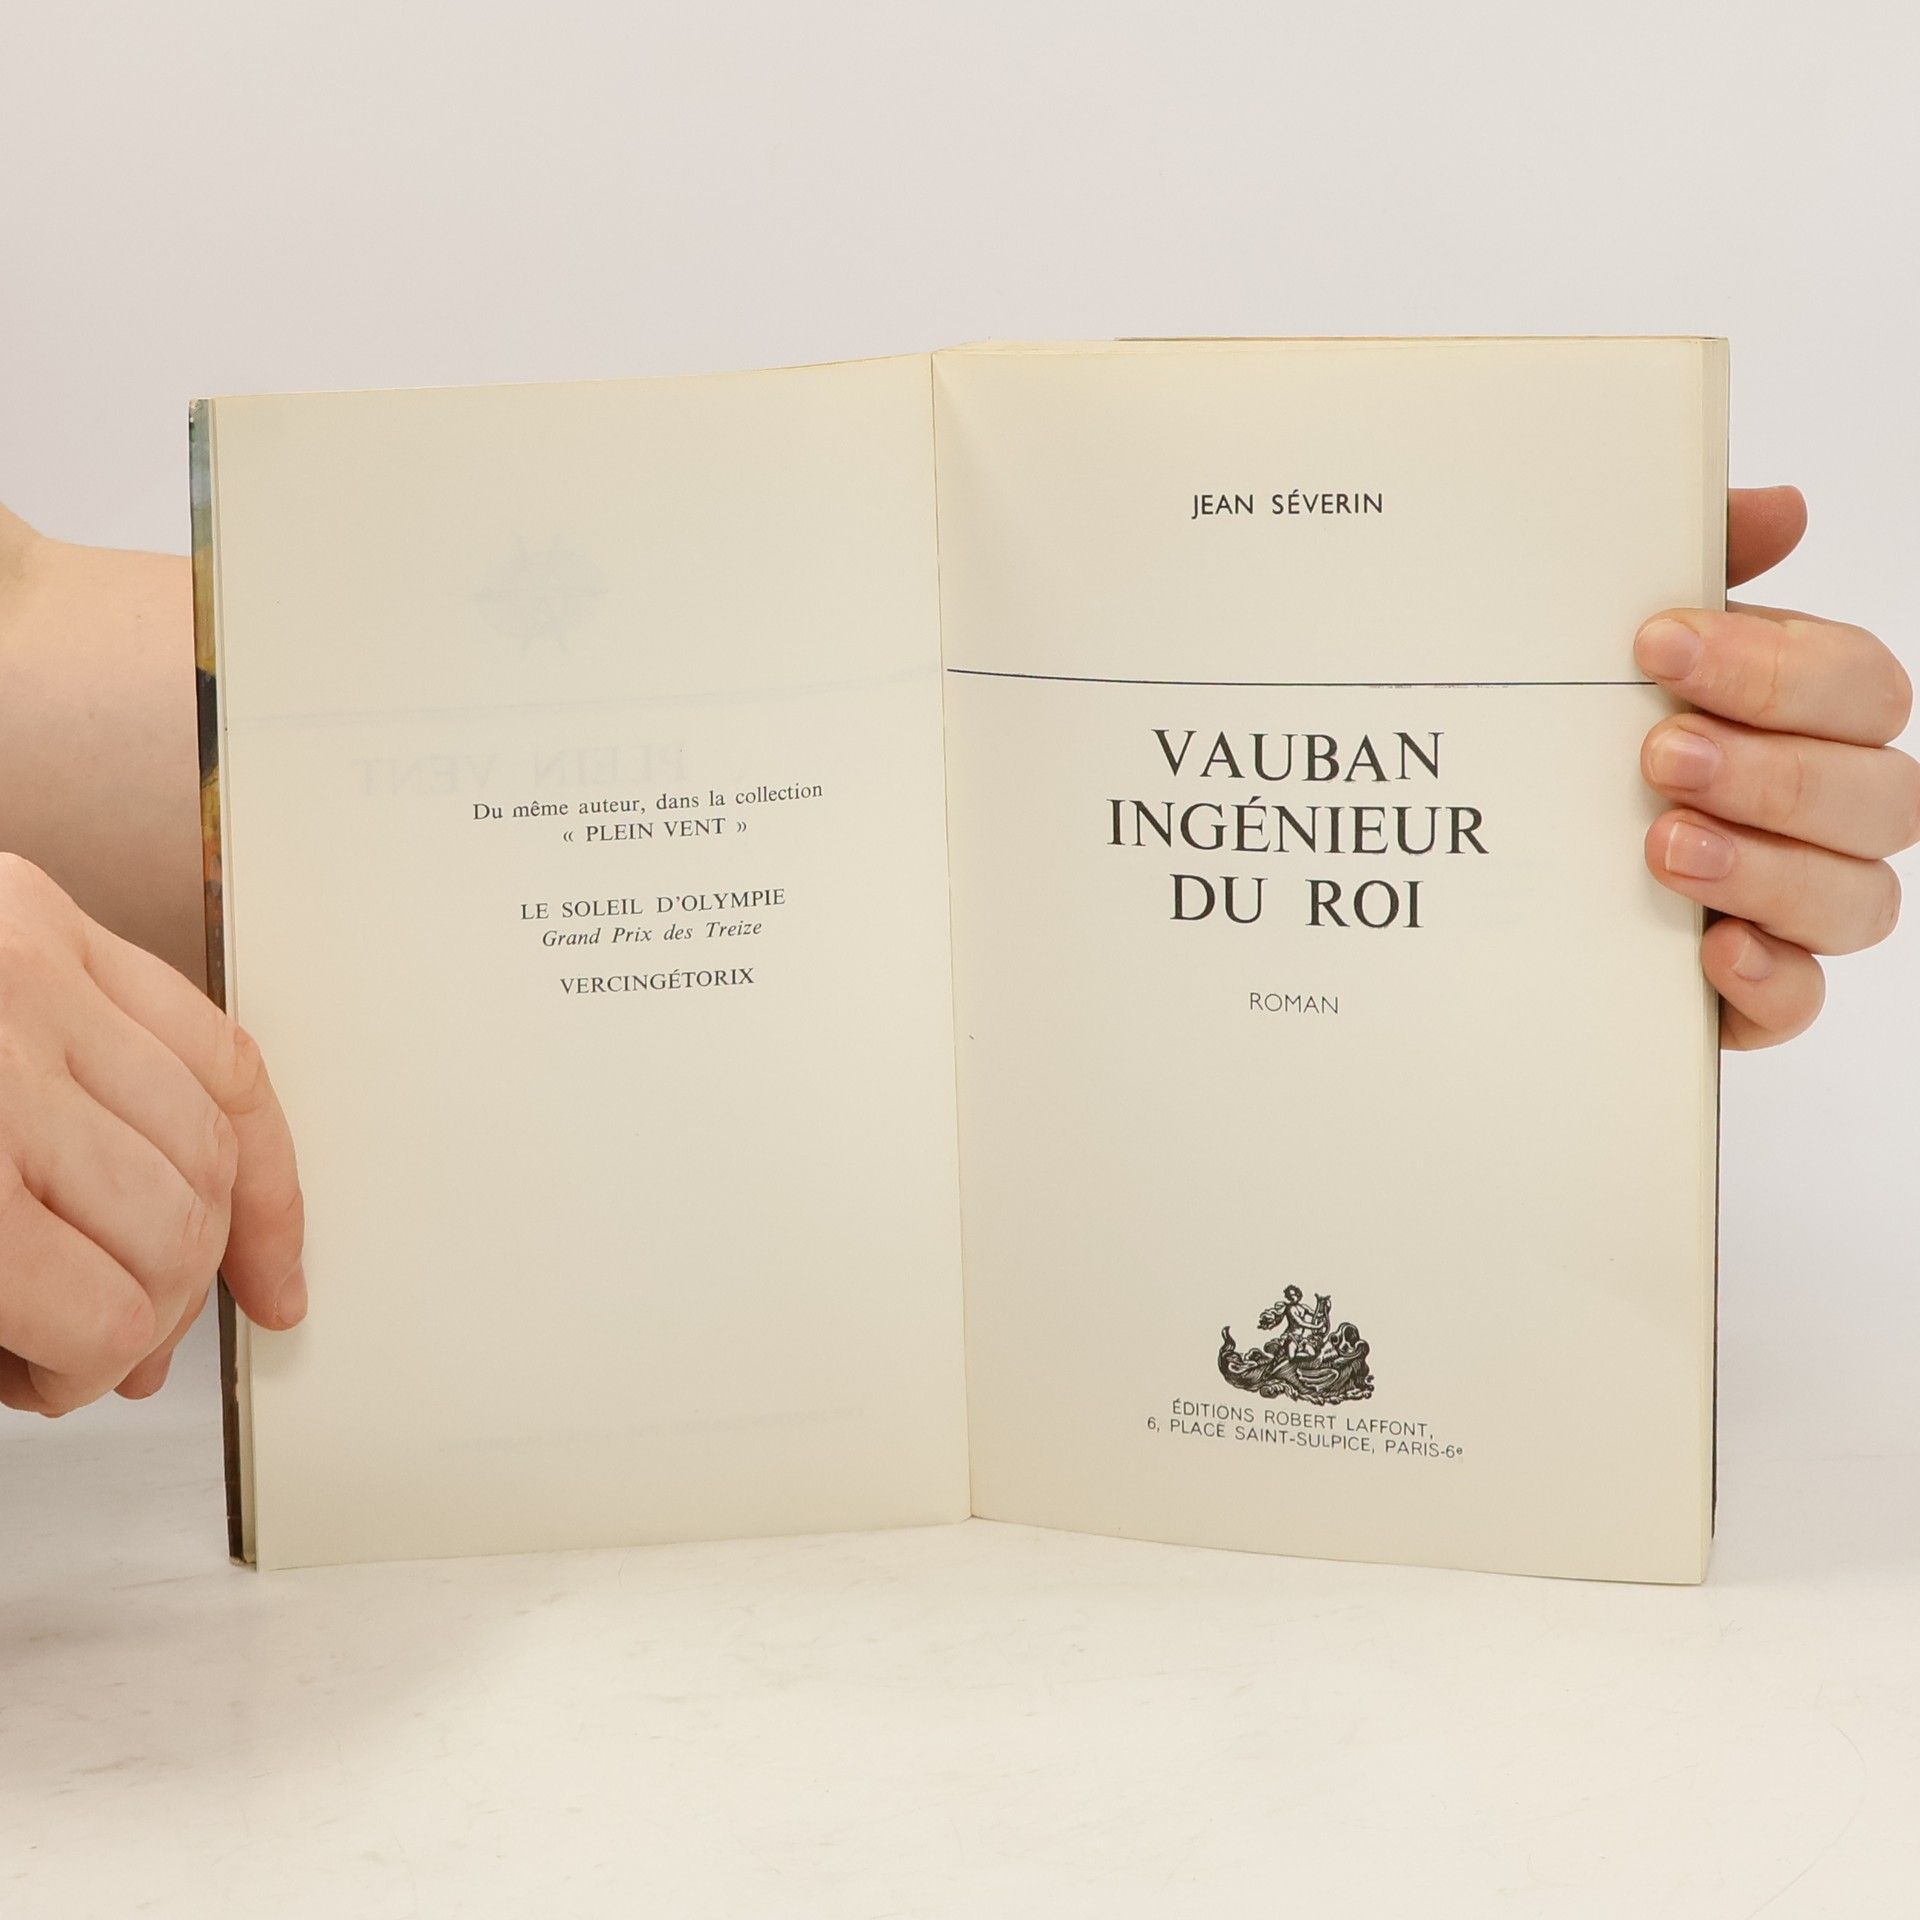 Du même auteur, dans la collection
« PLEIN VENT »
LE SOLEIL D'OLYMPIE
Grand Prix des Treize
VERCINGÉTORIX
JEAN SÉVERIN
VAUBAN
INGÉNIEUR
DU ROI
ROMAN
ÉDITIONS ROBERT LAFFONT,
6, PLACE SAINT-SULPICE, PARIS-6e